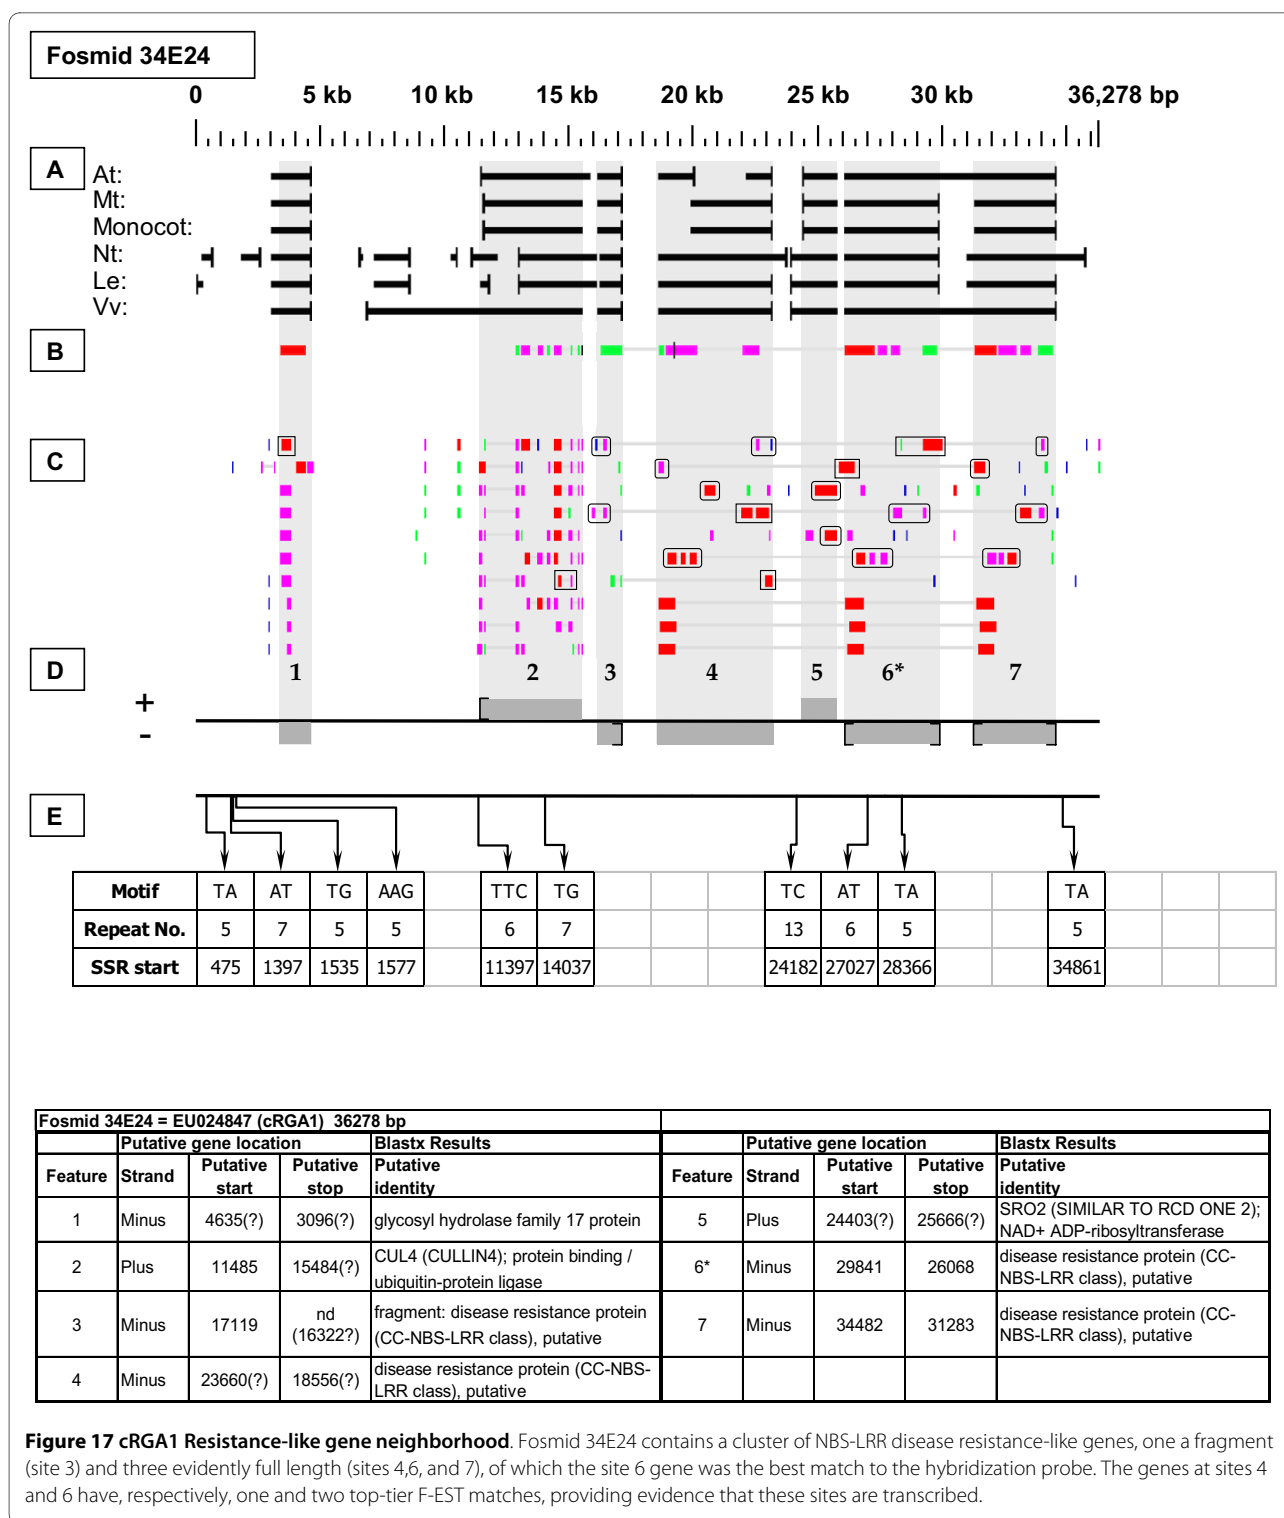 Fosmid 34E24
0 5 kb 10 kb 15 kb 20 kb 25 kb 30 kb 36,278 bp
A
At:
Mt:
Monocot:
Nt:
Le:
Vv:
B
C
D
1 2 3 4 5 6* 7
+
-
E
Motif TA AT TG AAG TTC TG TC AT TA TA
Repeat No. 5 7 5 5 6 7 13 6 5 5
SSR start 475 1397 1535 1577 11397 14037 24182 27027 28366 34861
Fosmid 34E24 = EU024847 (cRGA1) 36278 bp
Putative gene location Blastx Results Putative gene location Blastx Results
Feature Strand Putative start Putative stop Putative identity Feature Strand Putative start Putative stop Putative identity
1 Minus 4635(?) 3096(?) glycosyl hydrolase family 17 protein 5 Plus 24403(?) 25666(?) SRO2 (SIMILAR TO RCD ONE 2); NAD+ ADP-ribosyltransferase
2 Plus 11485 15484(?) CUL4 (CULLIN4); protein binding / ubiquitin-protein ligase 6* Minus 29841 26068 disease resistance protein (CC-NBS-LRR class), putative
3 Minus 17119 nd (16322?) fragment: disease resistance protein (CC-NBS-LRR class), putative 7 Minus 34482 31283 disease resistance protein (CC-NBS-LRR class), putative
4 Minus 23660(?) 18556(?) disease resistance protein (CC-NBS-LRR class), putative
Figure 17 cRGA1 Resistance-like gene neighborhood. Fosmid 34E24 contains a cluster of NBS-LRR disease resistance-like genes, one a fragment
(site 3) and three evidently full length (sites 4,6, and 7), of which the site 6 gene was the best match to the hybridization probe. The genes at sites 4
and 6 have, respectively, one and two top-tier F-EST matches, providing evidence that these sites are transcribed.